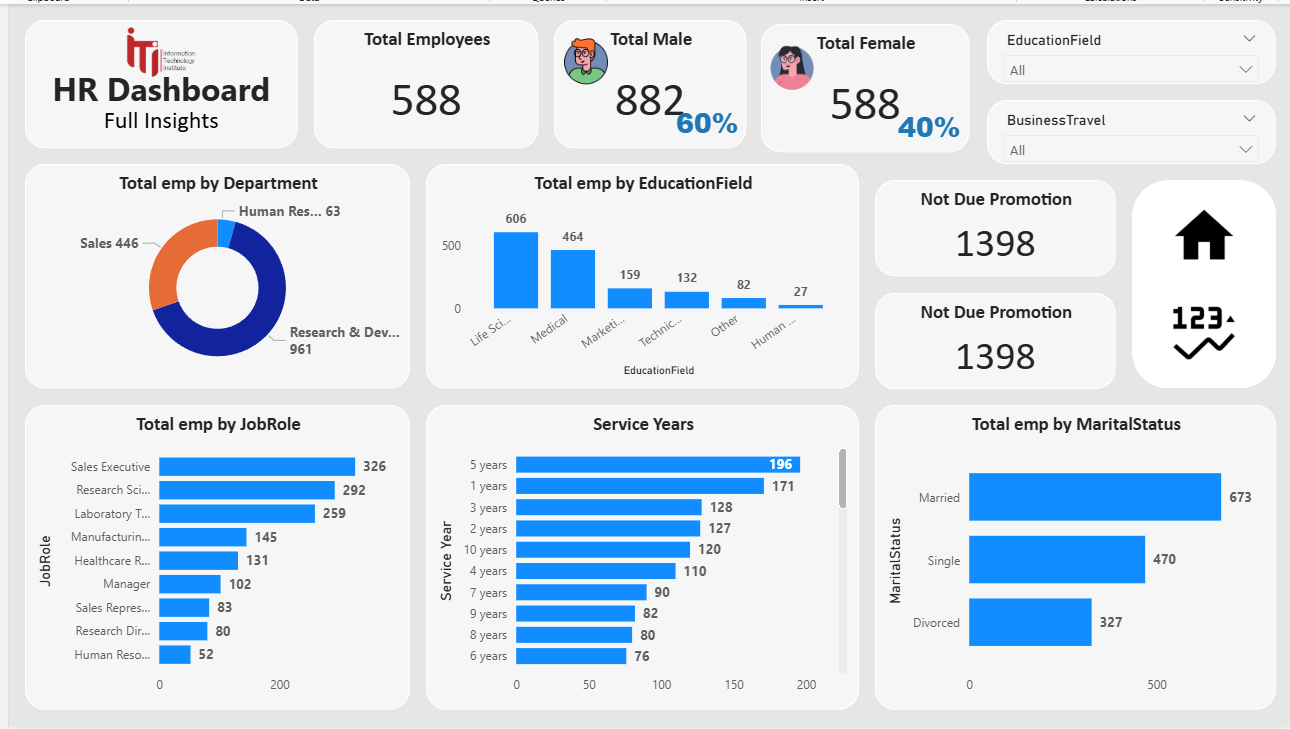 iTi
Information
Technology
Institute
HR Dashboard
Full Insights
Total Employees
588
Total Male
882
60%
Total Female
588
40%
EducationField
All
BusinessTravel
All
Total emp by Department
Human Res... 63
Sales 446
Research & Dev...
961
Total emp by EducationField
606
464
159
132
82
27
500
0
Life Sci...
Medical
Marketi...
Technic...
Other
Human ...
EducationField
Not Due Promotion
1398
Not Due Promotion
1398
123
Total emp by JobRole
JobRole
Sales Executive 326
Research Sci... 292
Laboratory T... 259
Manufacturin... 145
Healthcare R... 131
Manager 102
Sales Repres... 83
Research Dir... 80
Human Reso... 52
0 200
Service Years
Service Year
5 years 196
1 years 171
3 years 128
2 years 127
10 years 120
4 years 110
7 years 90
9 years 82
8 years 80
6 years 76
0 50 100 150 200
Total emp by MaritalStatus
MaritalStatus
Married 673
Single 470
Divorced 327
0 500